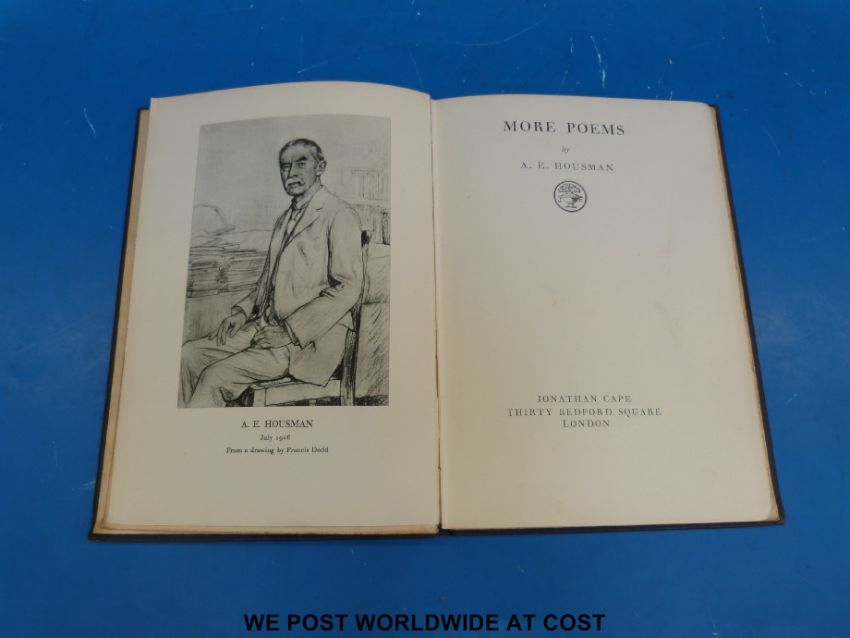 A. E. HOUSMAN
July 1926
From a drawing by Francis Dodd
MORE POEMS
by
A. E. HOUSMAN
JONATHAN CAPE
THIRTY BEDFORD SQUARE
LONDON
WE POST WORLDWIDE AT COST